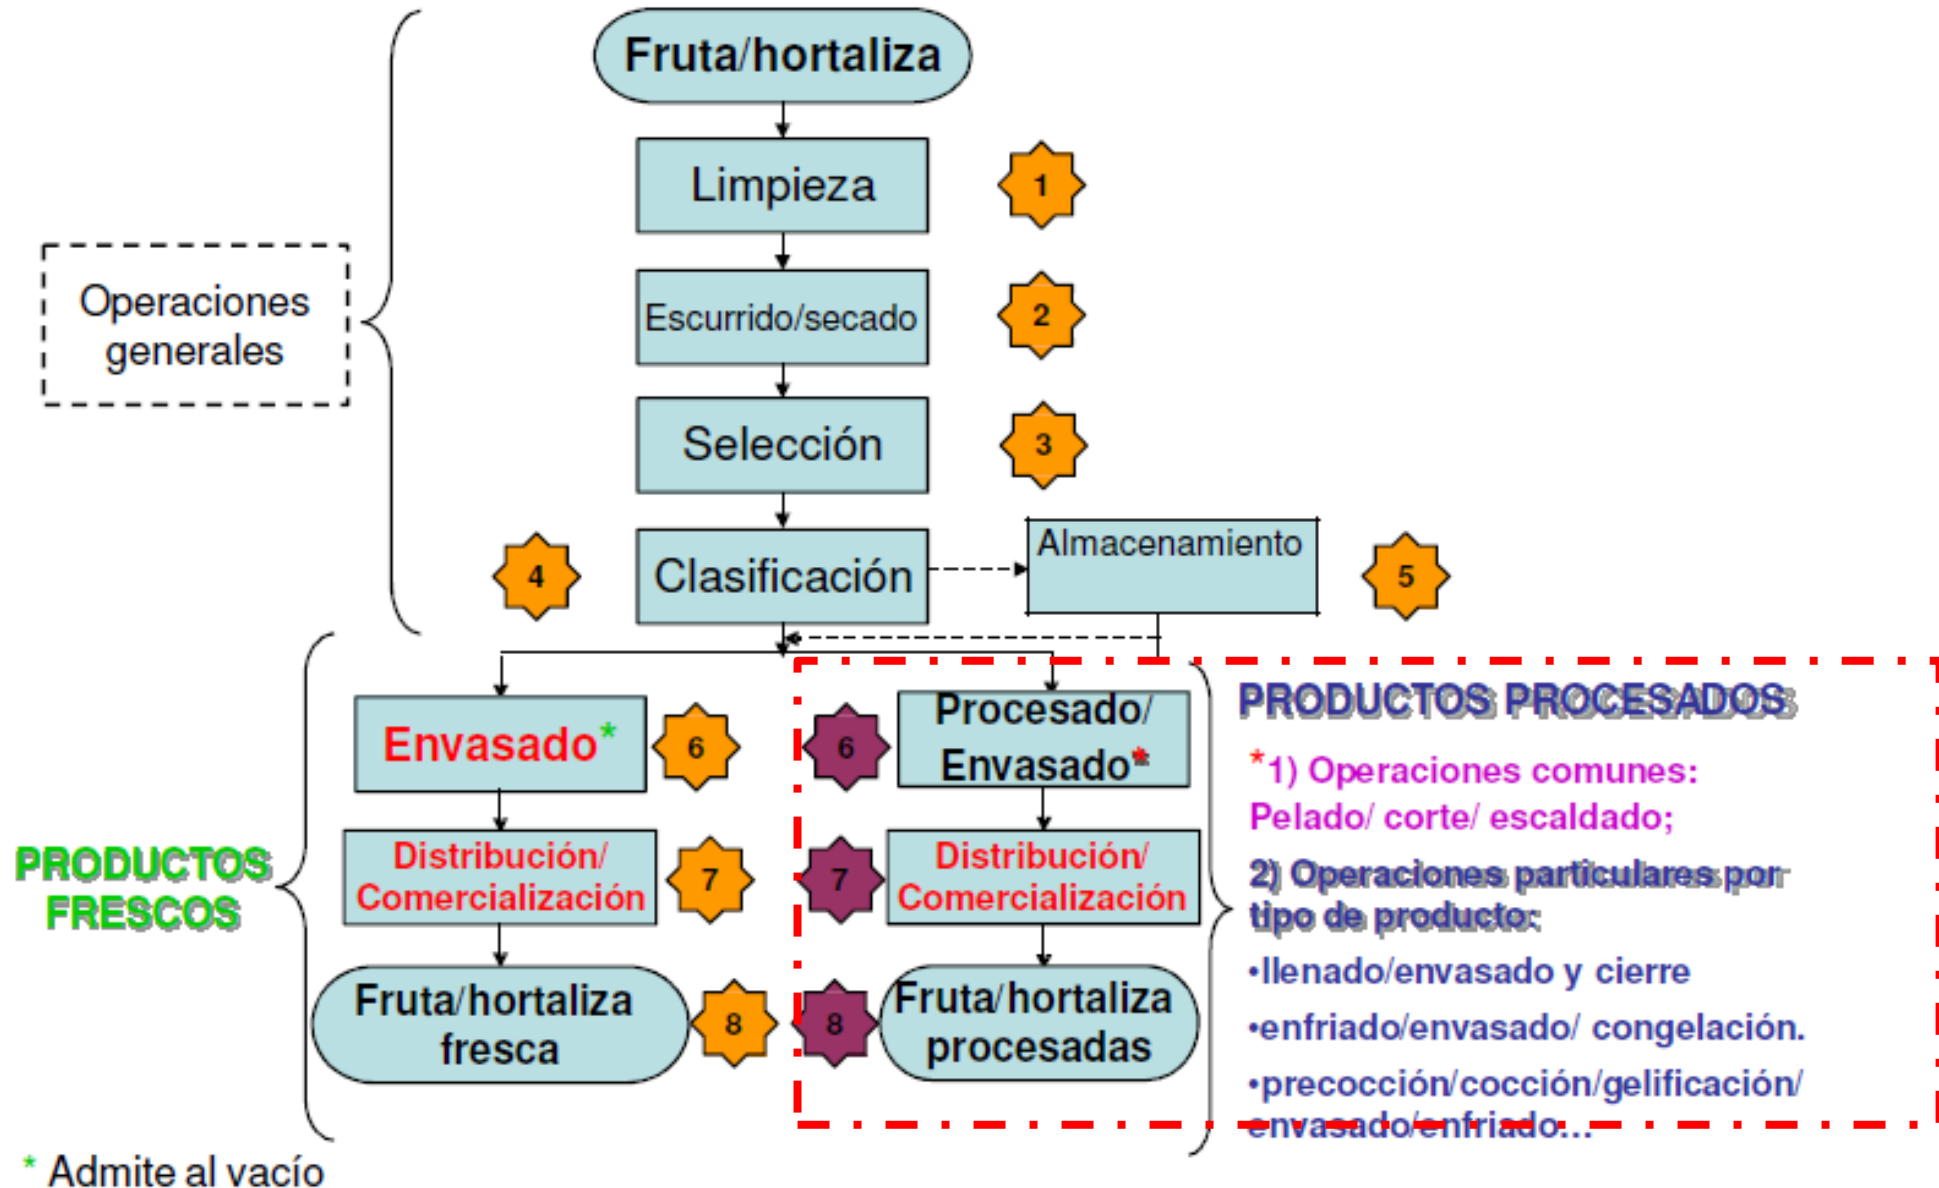 Fruta/hortaliza
Limpieza
1
Operaciones
generales
Escurrido/secado
2
Selección
3
4
Clasificación
Almacenamiento
5
PRODUCTOS
FRESCOS
Envasado*
6
Distribución/
Comercialización
7
Fruta/hortaliza
fresca
8
6
Procesado/
Envasado*
7
Distribución/
Comercialización
8
Fruta/hortaliza
procesadas
PRODUCTOS PROCESADOS
*1) Operaciones comunes:
Pelado/ corte/ escaldado;
2) Operaciones particulares por
tipo de producto:
•llenado/envasado y cierre
•enfriado/envasado/ congelación.
•precocción/cocción/gelificación/
envasado/enfriado...
* Admite al vacío